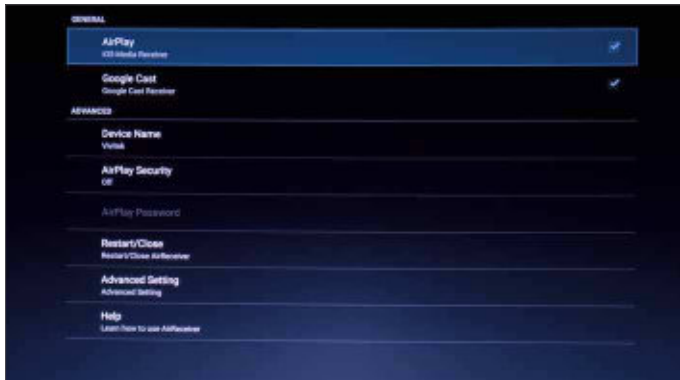 GENERAL
AirPlay
iOS Media Receiver
Google Cast
Google Cast Receiver
ADVANCED
Device Name
Vivitek
AirPlay Security
Off
AirPlay Password
Restart/Close
Restart/Close AirReceiver
Advanced Setting
Advanced Setting
Help
Learn how to use AirReceiver